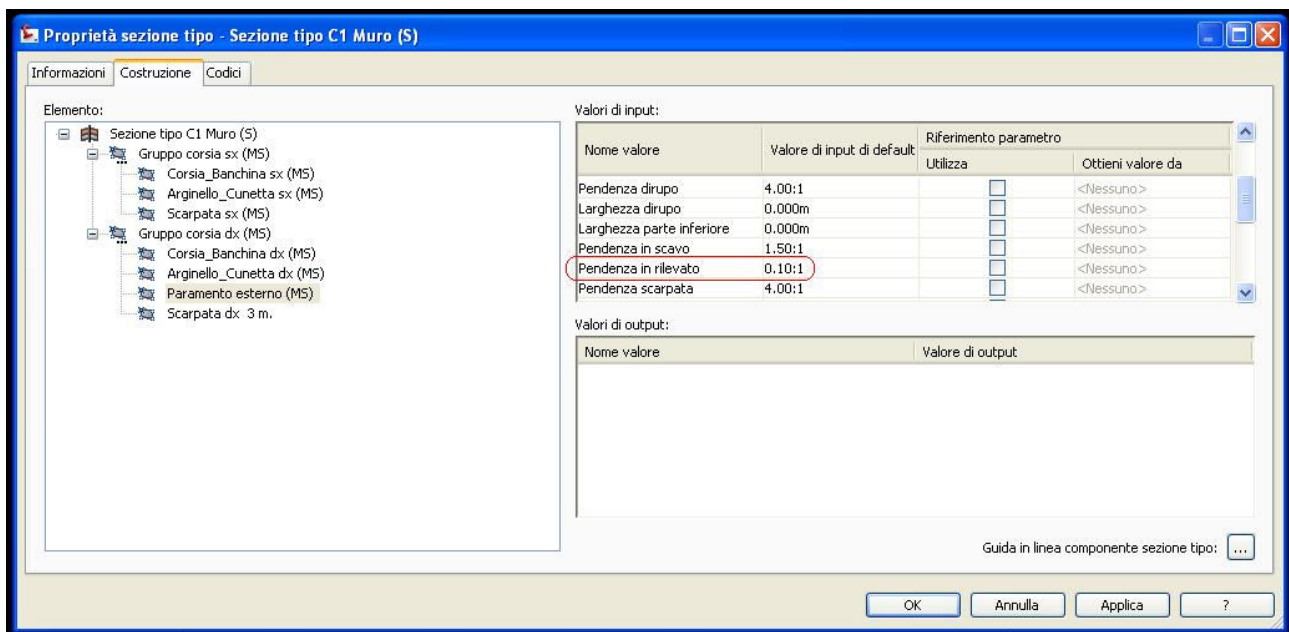 Proprietà sezione tipo - Sezione tipo C1 Muro (S)
Informazioni Costruzione Codici
Elemento:
Sezione tipo C1 Muro (S)
Gruppo corsia sx (MS)
Corsia_Banchina sx (MS)
Arginello_Cunetta sx (MS)
Scarpata sx (MS)
Gruppo corsia dx (MS)
Corsia_Banchina dx (MS)
Arginello_Cunetta dx (MS)
Paramento esterno (MS)
Scarpata dx 3 m.
Valori di input:
Nome valore Valore di input di default Riferimento parametro
Utilizza Ottieni valore da
Pendenza dirupo 4.00:1 <Nessuno>
Larghezza dirupo 0.000m <Nessuno>
Larghezza parte inferiore 0.000m <Nessuno>
Pendenza in scavo 1.50:1 <Nessuno>
Pendenza in rilevato 0.10:1 <Nessuno>
Pendenza scarpata 4.00:1 <Nessuno>
Valori di output:
Nome valore Valore di output
Guida in linea componente sezione tipo: ...
OK Annulla Applica ?